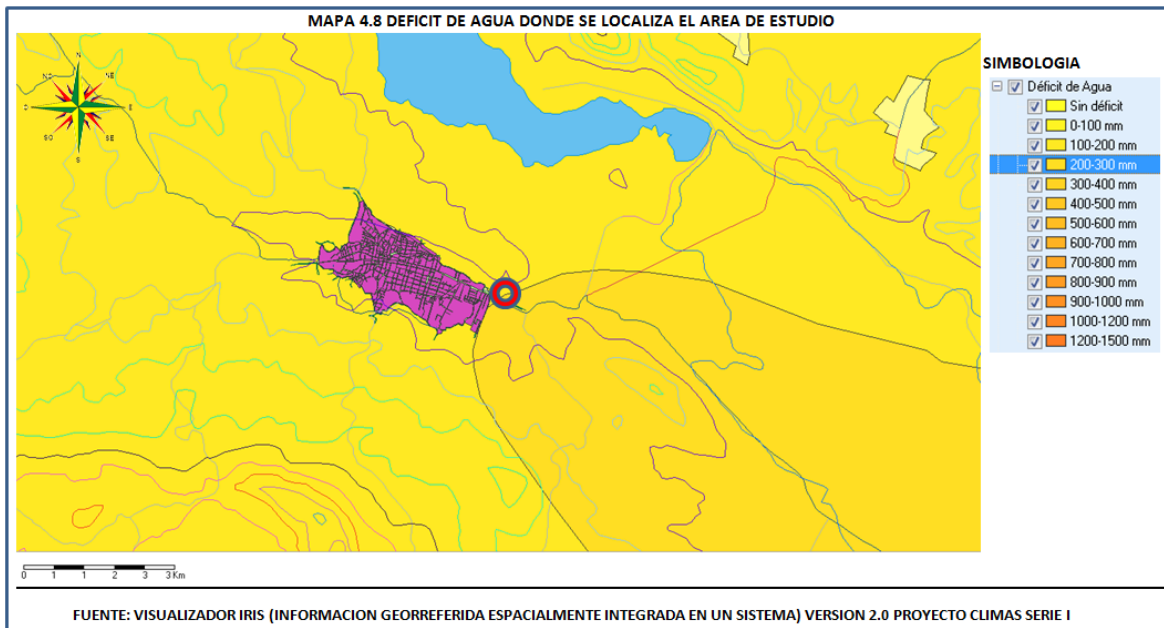 MAPA 4.8 DEFICIT DE AGUA DONDE SE LOCALIZA EL AREA DE ESTUDIO
N
NO
NE
O
E
SO
SE
S
SIMBOLOGIA
Déficit de Agua
Sin déficit
0-100 mm
100-200 mm
200-300 mm
300-400 mm
400-500 mm
500-600 mm
600-700 mm
700-800 mm
800-900 mm
900-1000 mm
1000-1200 mm
1200-1500 mm
0 1 1 2 3 3 Km
FUENTE: VISUALIZADOR IRIS (INFORMACION GEORREFERIDA ESPACIALMENTE INTEGRADA EN UN SISTEMA) VERSION 2.0 PROYECTO CLIMAS SERIE I